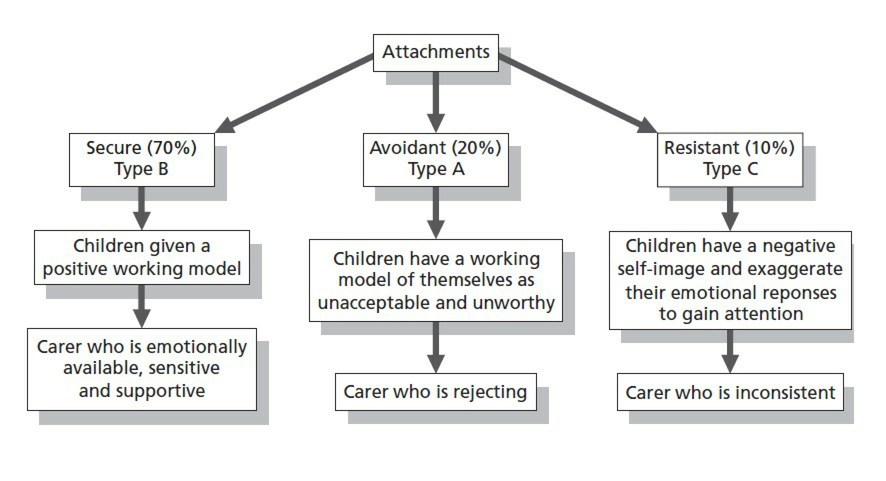 Attachments
Secure (70%)
Type B
Avoidant (20%)
Type A
Resistant (10%)
Type C
Children given a
positive working model
Children have a working
model of themselves as
unacceptable and unworthy
Children have a negative
self-image and exaggerate
their emotional reponses
to gain attention
Carer who is emotionally
available, sensitive
and supportive
Carer who is rejecting
Carer who is inconsistent